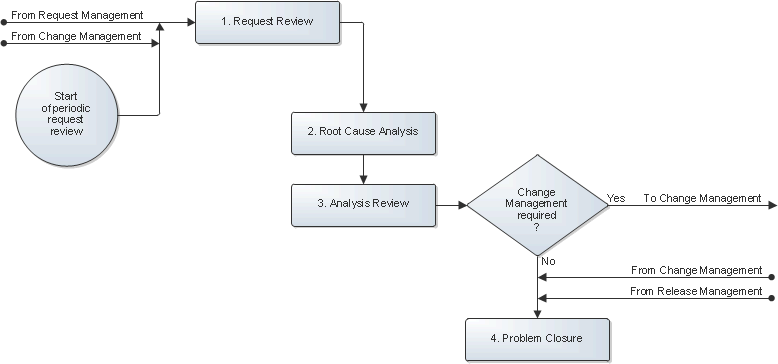 From Request Management
1. Request Review
From Change Management
Start
of periodic
request
review
2. Root Cause Analysis
3. Analysis Review
Change
Management
required
?
Yes
To Change Management
No
From Change Management
From Release Management
4. Problem Closure